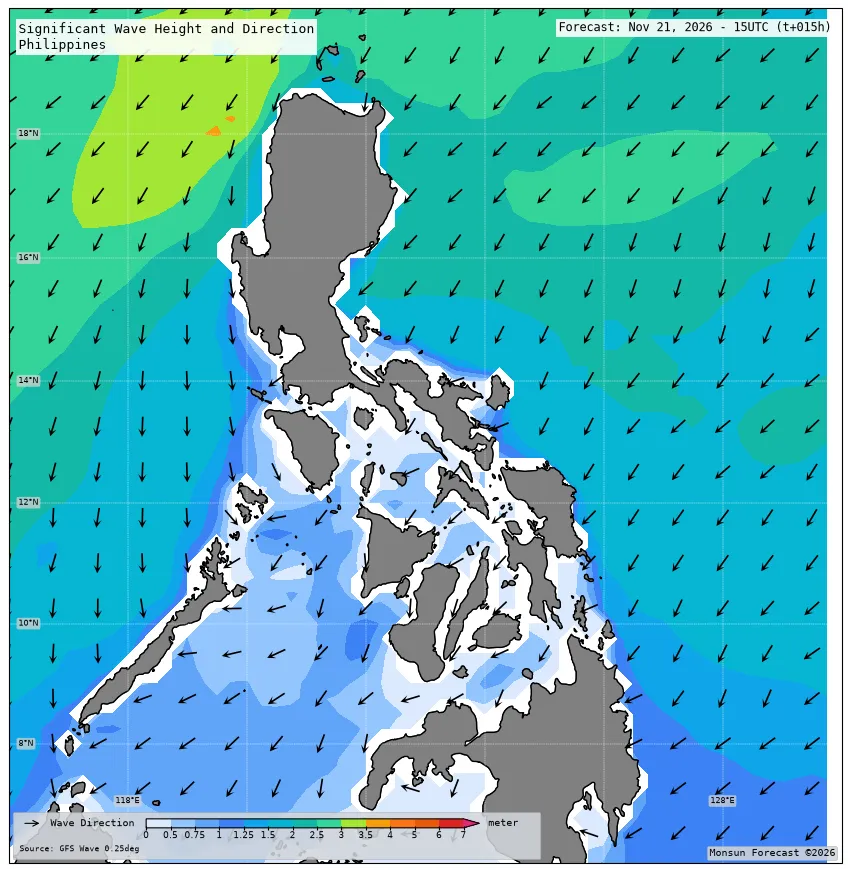 Significant Wave Height and Direction
Philippines
Forecast: Nov 21, 2026 - 15UTC (t+015h)
18°N
16°N
14°N
12°N
10°N
8°N
118°E
128°E
Wave Direction
0 0.5 0.75 1 1.25 1.5 2 2.5 3 3.5 4 5 6 7
meter
Source: GFS Wave 0.25deg
Monsun Forecast ©2026